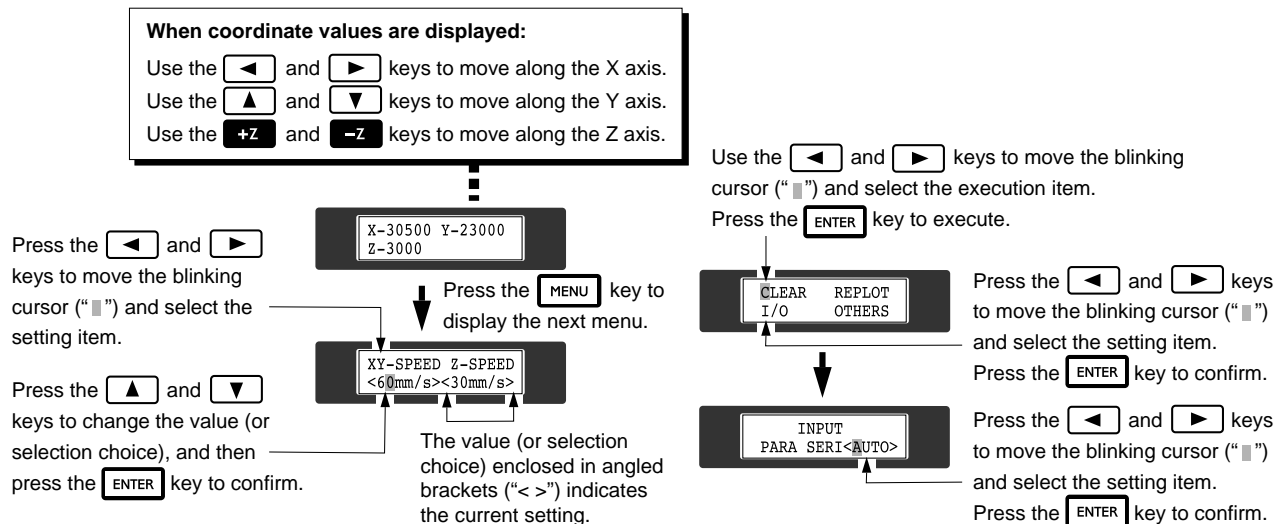 When coordinate values are displayed:
Use the ◄ and ► keys to move along the X axis.
Use the ▲ and ▼ keys to move along the Y axis.
Use the +Z and −Z keys to move along the Z axis.
X-30500 Y-23000
Z-3000
Press the MENU key to
display the next menu.
Press the ◄ and ►
keys to move the blinking
cursor (“ ”) and select the
setting item.
XY-SPEED Z-SPEED
<60mm/s><30mm/s>
Press the ▲ and ▼
keys to change the value (or
selection choice), and then
press the ENTER key to confirm.
The value (or selection
choice) enclosed in angled
brackets (“< >”) indicates
the current setting.
Use the ◄ and ► keys to move the blinking
cursor (“ ”) and select the execution item.
Press the ENTER key to execute.
CLEAR REPLOT
I/O OTHERS
Press the ◄ and ► keys
to move the blinking cursor (“ ”)
and select the setting item.
Press the ENTER key to confirm.
INPUT
PARA SERI<AUTO>
Press the ◄ and ► keys
to move the blinking cursor (“ ”)
and select the setting item.
Press the ENTER key to confirm.